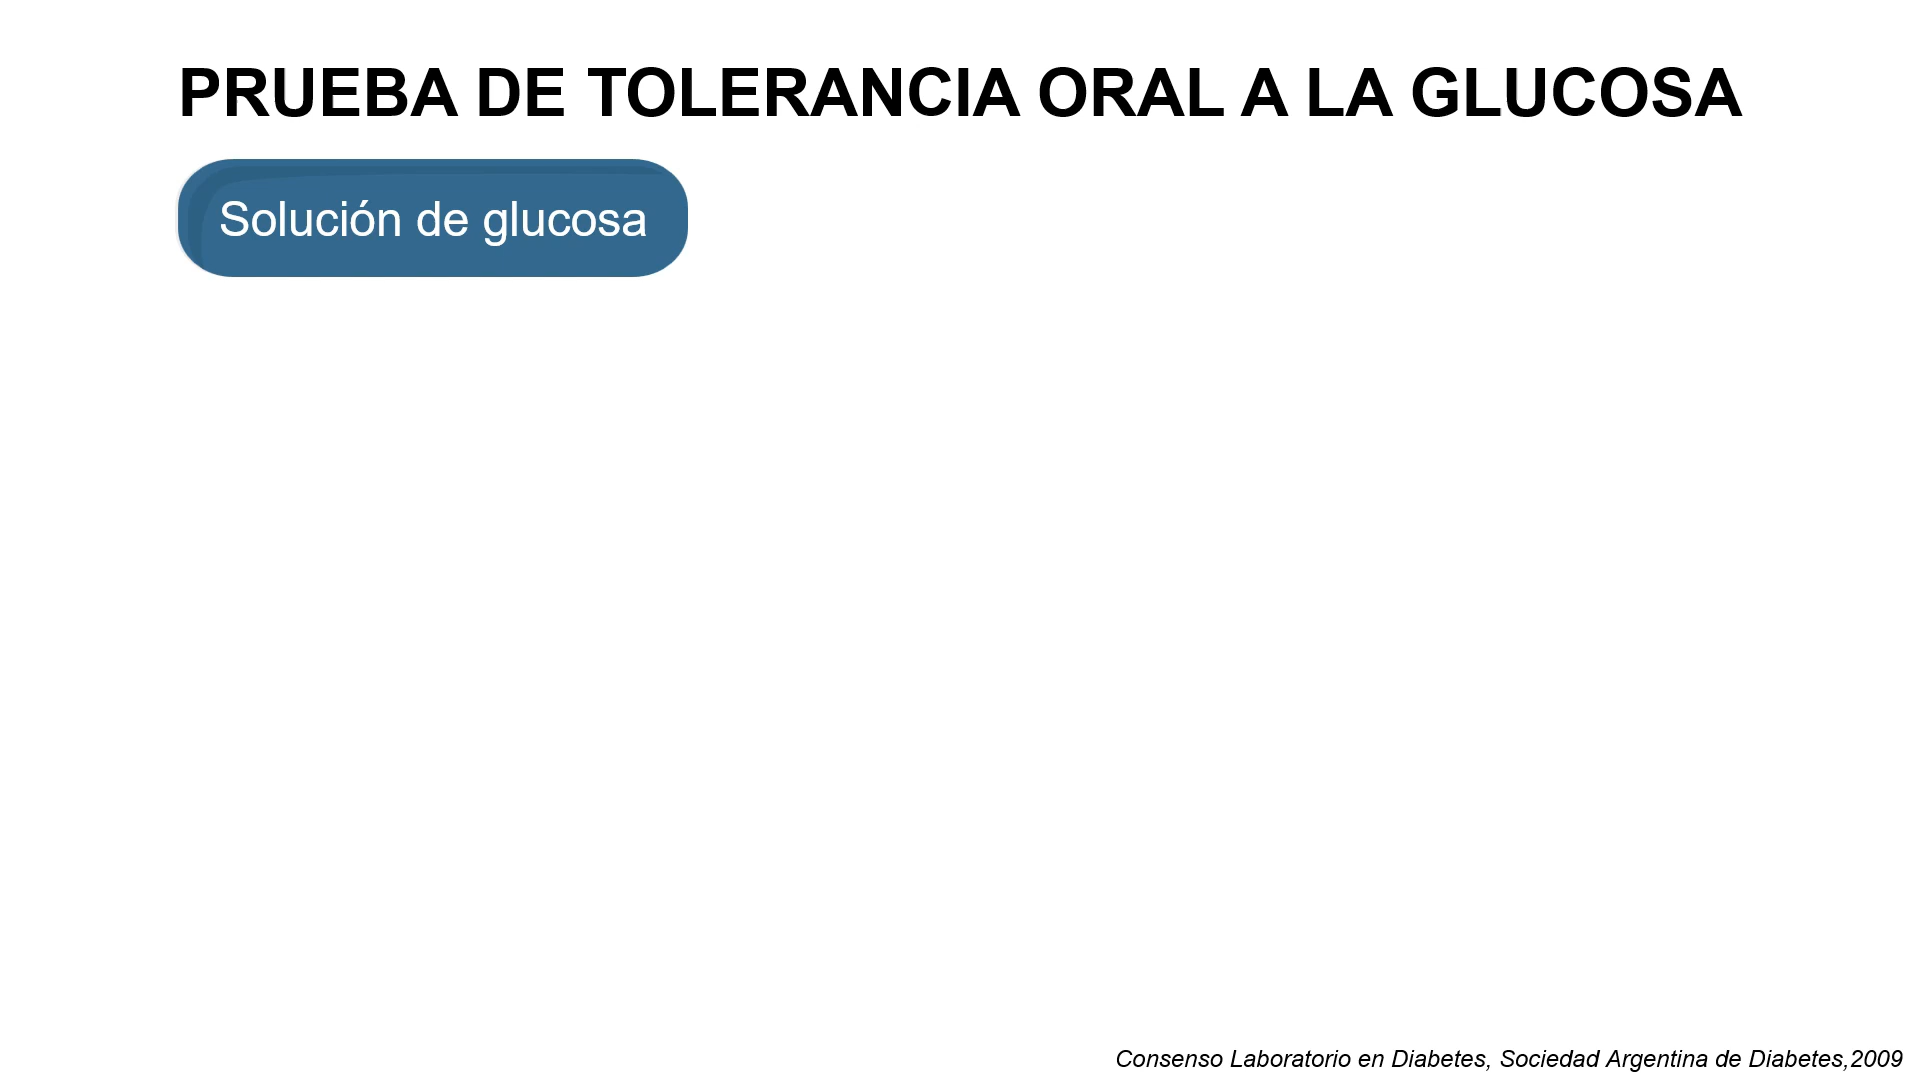 PRUEBA DE TOLERANCIA ORAL A LA GLUCOSA
Solución de glucosa
Consenso Laboratorio en Diabetes, Sociedad Argentina de Diabetes,2009